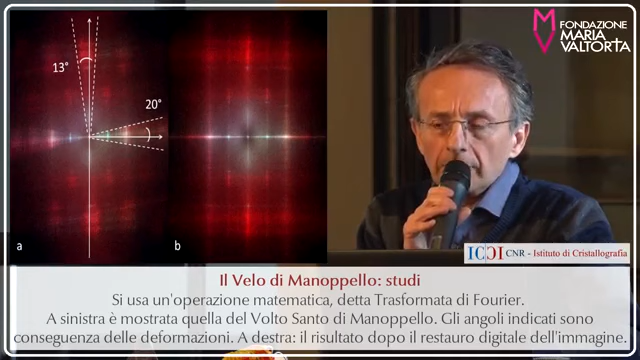 FONDAZIONE
MARIA
VALTORTA
13°
20°
a
b
IC CNR - Istituto di Cristallografia
Il Velo di Manoppello: studi
Si usa un'operazione matematica, detta Trasformata di Fourier.
A sinistra è mostrata quella del Volto Santo di Manoppello. Gli angoli indicati sono
conseguenza delle deformazioni. A destra: il risultato dopo il restauro digitale dell'immagine.